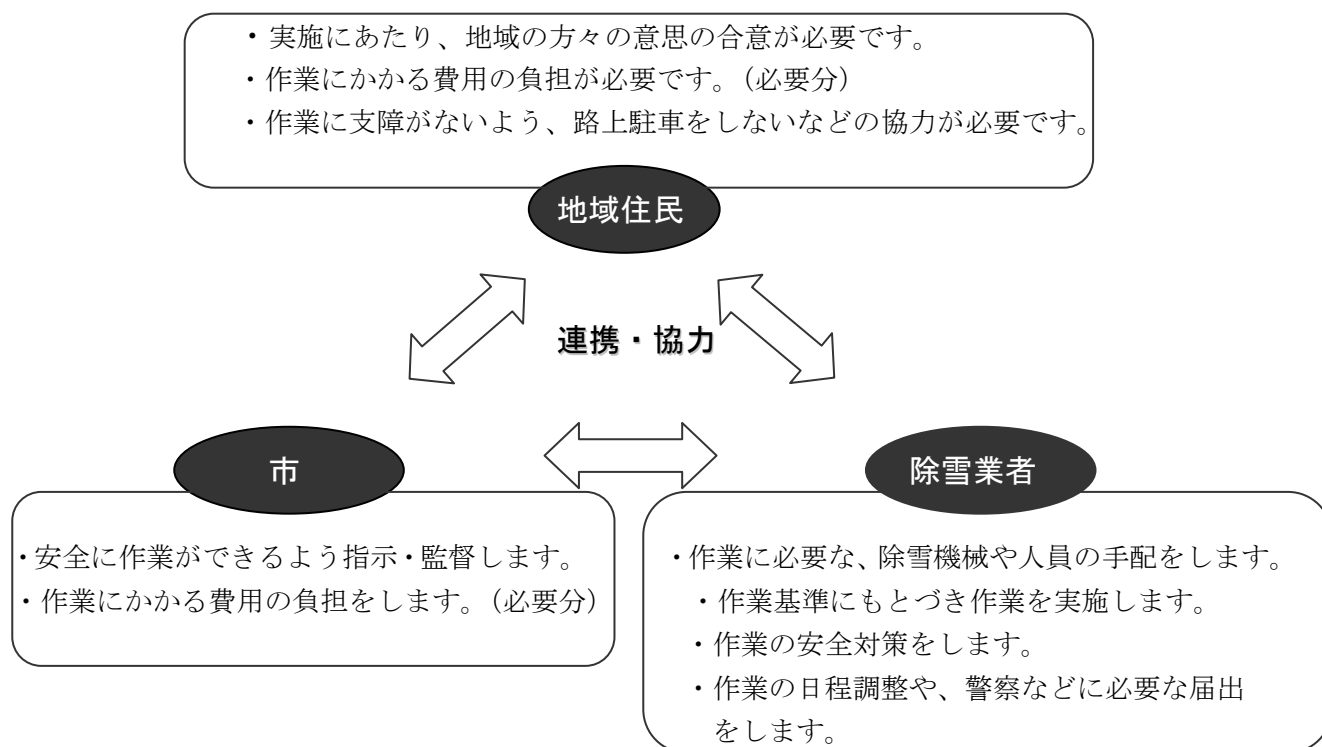 ・実施にあたり、地域の方々の意思の合意が必要です。
・作業にかかる費用の負担が必要です。（必要分）
・作業に支障がないよう、路上駐車をしないなどの協力が必要です。
地域住民
連携・協力
市
・安全に作業ができるよう指示・監督します。
・作業にかかる費用の負担をします。（必要分）
除雪業者
・作業に必要な、除雪機械や人員の手配をします。
・作業基準にもとづき作業を実施します。
・作業の安全対策をします。
・作業の日程調整や、警察などに必要な届出
をします。